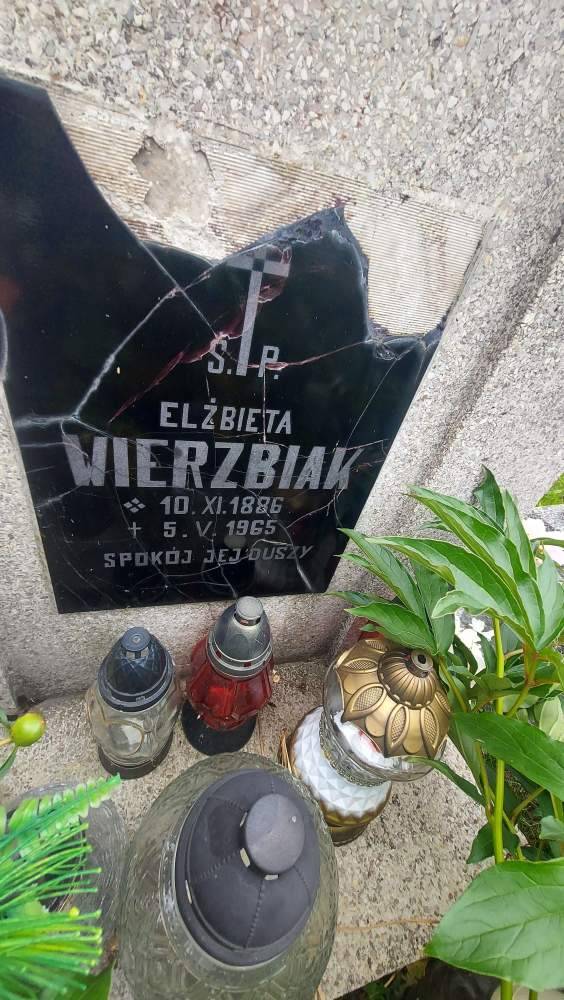 Ś. P.
ELŻBIETA
WIERZBIAK
10. XI. 1886
+ 5. V. 1965
SPOKÓJ JEJ DUSZY